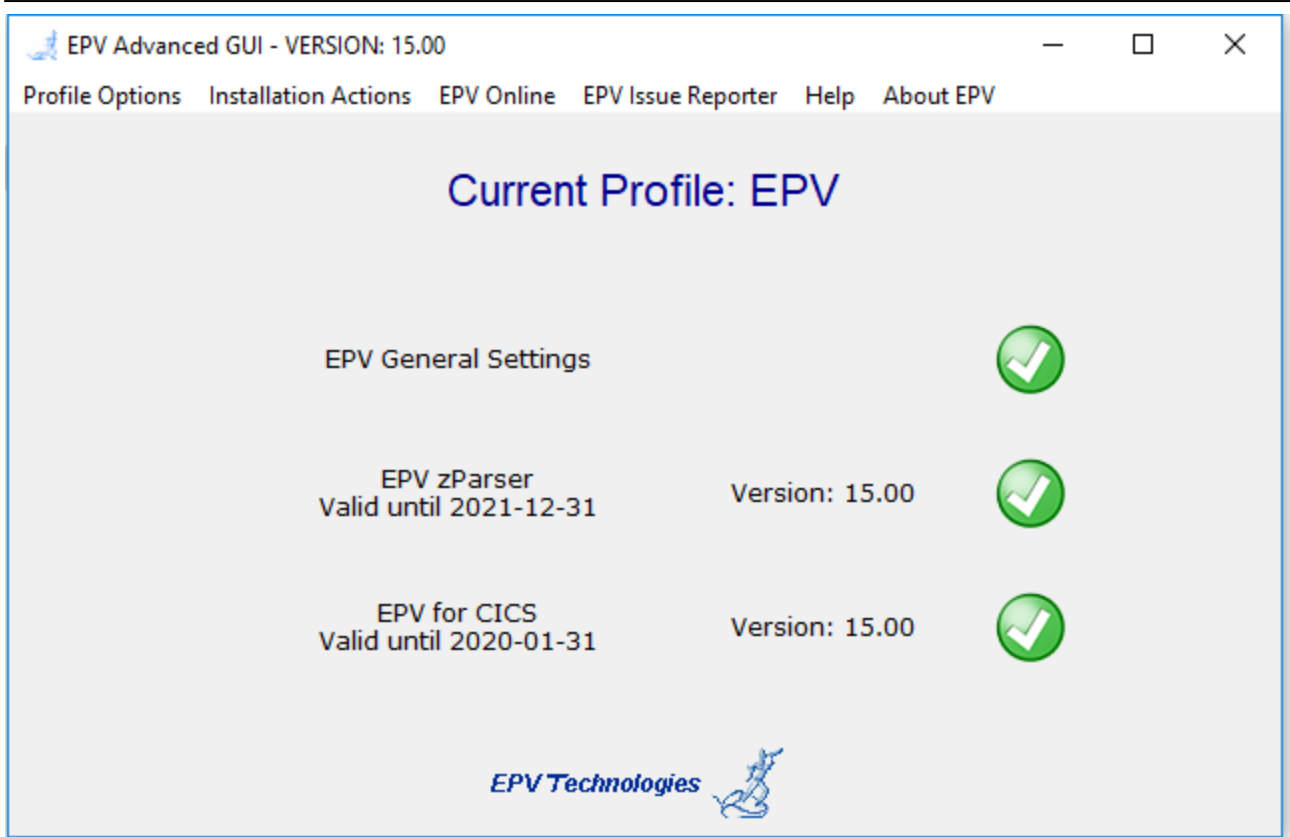 EPV Advanced GUI - VERSION: 15.00
Profile Options Installation Actions EPV Online EPV Issue Reporter Help About EPV
Current Profile: EPV
EPV General Settings
EPV zParser
Valid until 2021-12-31
Version: 15.00
EPV for CICS
Valid until 2020-01-31
Version: 15.00
EPV Technologies